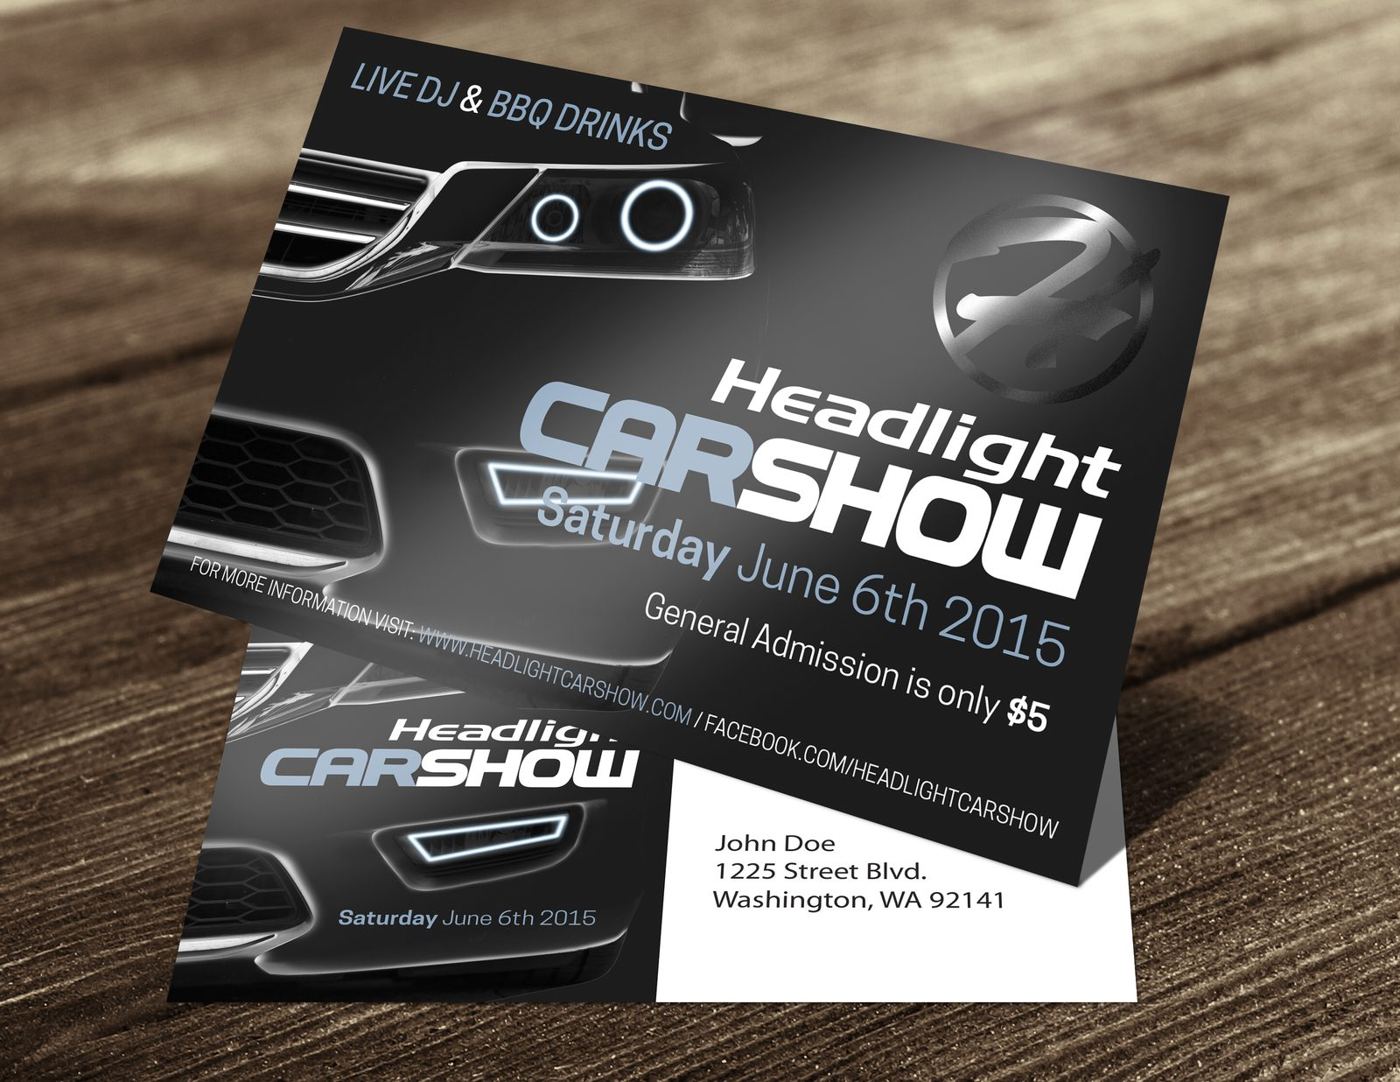 LIVE DJ & BBQ DRINKS
Headlight
CARSHOW
Saturday June 6th 2015
General Admission is only $5
FOR MORE INFORMATION VISIT: WWW.HEADLIGHTCARSHOW.COM / FACEBOOK.COM/HEADLIGHTCARSHOW
Headlight
CARSHOW
Saturday June 6th 2015
John Doe
1225 Street Blvd.
Washington, WA 92141